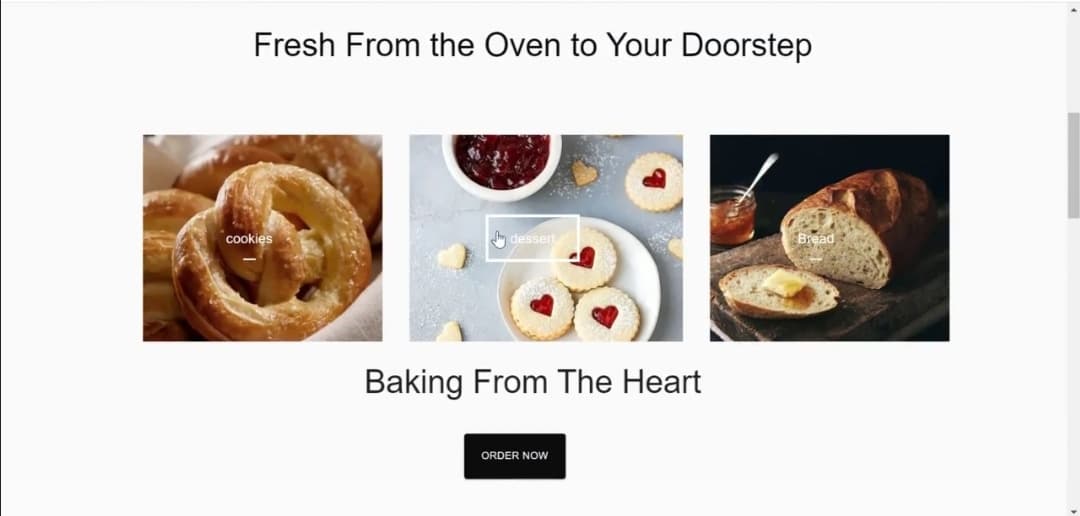 Fresh From the Oven to Your Doorstep
cookies
dessert
Bread
Baking From The Heart
ORDER NOW